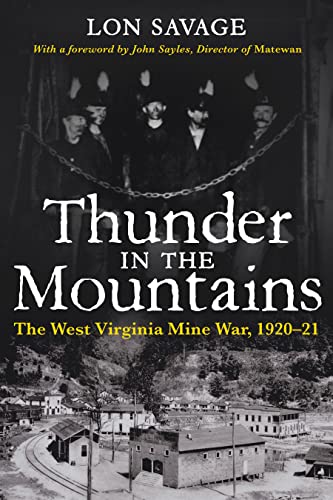 LON SAVAGE
With a foreword by John Sayles, Director of Matewan
Thunder
IN THE
Mountains
The West Virginia Mine War, 1920–21